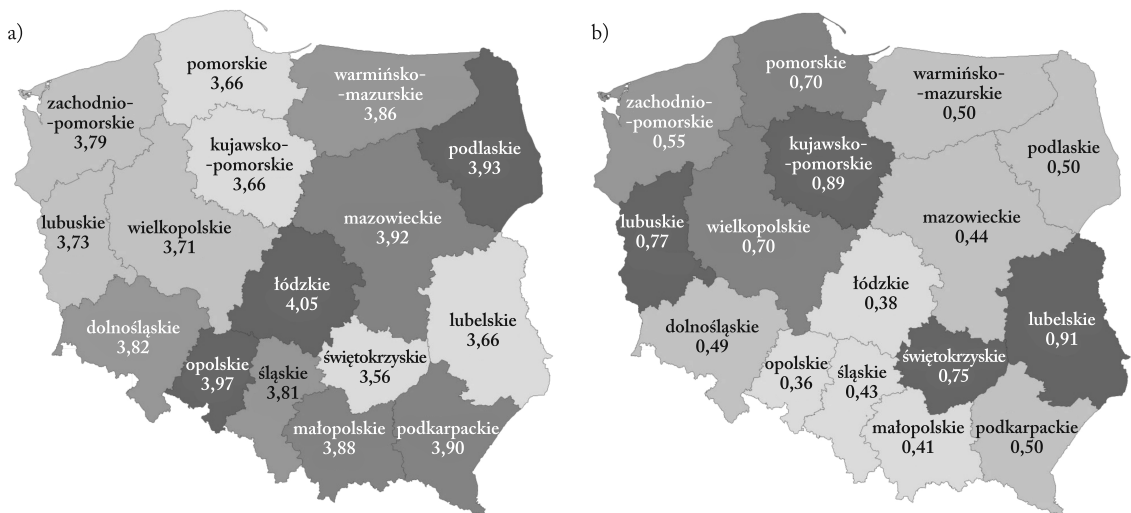 a)
pomorskie
3,66
warmińsko-
-mazurskie
3,86
zachodnio-
-pomorskie
3,79
kujawsko-
-pomorskie
3,66
podlaskie
3,93
lubuskie
3,73
wielkopolskie
3,71
mazowieckie
3,92
łódzkie
4,05
dolnośląskie
3,82
lubelskie
3,66
opolskie
3,97
śląskie
3,81
świętokrzyskie
3,56
małopolskie
3,88
podkarpackie
3,90
b)
pomorskie
0,70
warmińsko-
-mazurskie
0,50
zachodnio-
-pomorskie
0,55
kujawsko-
-pomorskie
0,89
podlaskie
0,50
lubuskie
0,77
wielkopolskie
0,70
mazowieckie
0,44
łódzkie
0,38
dolnośląskie
0,49
lubelskie
0,91
opolskie
0,36
śląskie
0,43
świętokrzyskie
0,75
małopolskie
0,41
podkarpackie
0,50